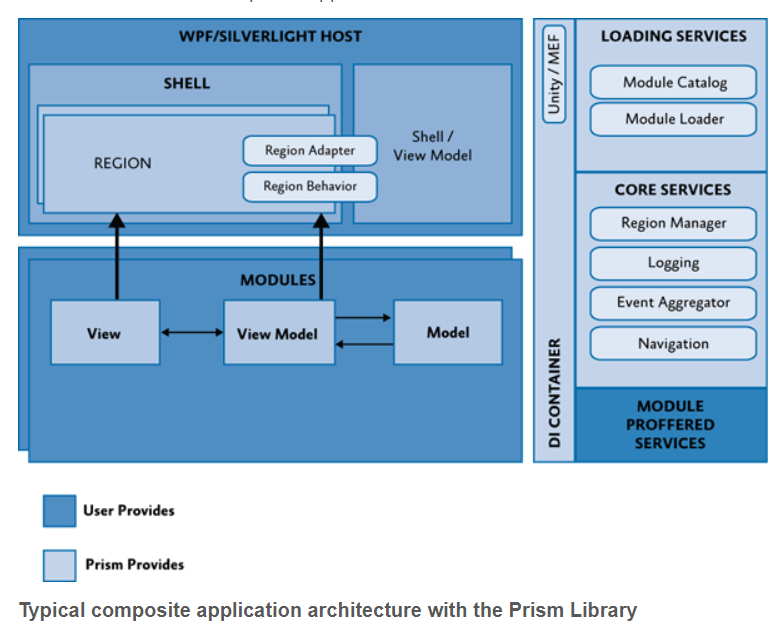 WPF/SILVERLIGHT HOST
SHELL
REGION
Region Adapter
Region Behavior
Shell /
View Model
MODULES
View
View Model
Model
Unity / MEF
DI CONTAINER
LOADING SERVICES
Module Catalog
Module Loader
CORE SERVICES
Region Manager
Logging
Event Aggregator
Navigation
MODULE
PROFFERED
SERVICES
User Provides
Prism Provides
Typical composite application architecture with the Prism Library